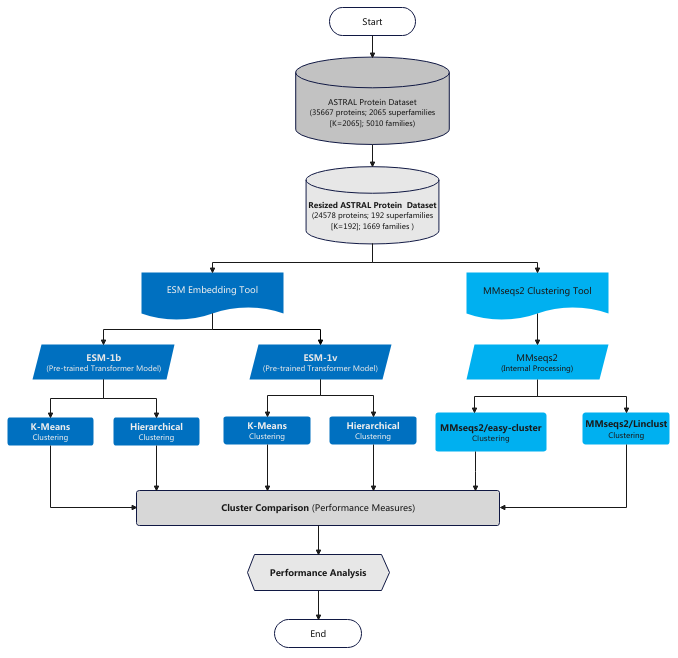 Start
ASTRAL Protein Dataset
(35667 proteins; 2065 superfamilies
[K=2065]; 5010 families)
Resized ASTRAL Protein Dataset
(24578 proteins; 192 superfamilies
[K=192]; 1669 families )
ESM Embedding Tool
MMseqs2 Clustering Tool
ESM-1b
(Pre-trained Transformer Model)
ESM-1v
(Pre-trained Transformer Model)
MMseqs2
(Internal Processing)
K-Means
Clustering
Hierarchical
Clustering
K-Means
Clustering
Hierarchical
Clustering
MMseqs2/easy-cluster
Clustering
MMseqs2/Linclust
Clustering
Cluster Comparison (Performance Measures)
Performance Analysis
End